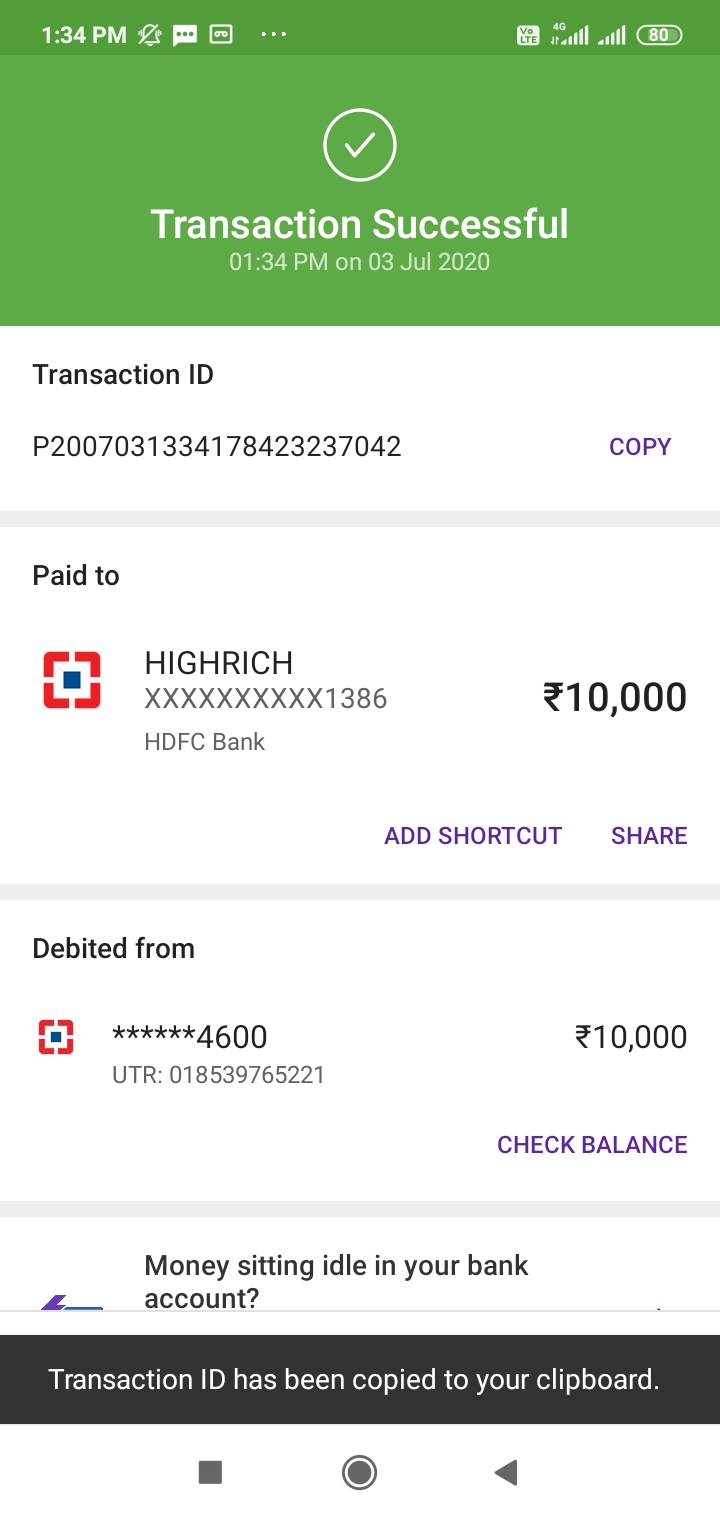 1:34 PM ... Vo LTE 4G 80
Transaction Successful
01:34 PM on 03 Jul 2020
Transaction ID
P2007031334178423237042 COPY
Paid to
HIGHRICH
XXXXXXXXXX1386 ₹10,000
HDFC Bank
ADD SHORTCUT SHARE
Debited from
******4600 ₹10,000
UTR: 018539765221
CHECK BALANCE
Money sitting idle in your bank
account?
Transaction ID has been copied to your clipboard.